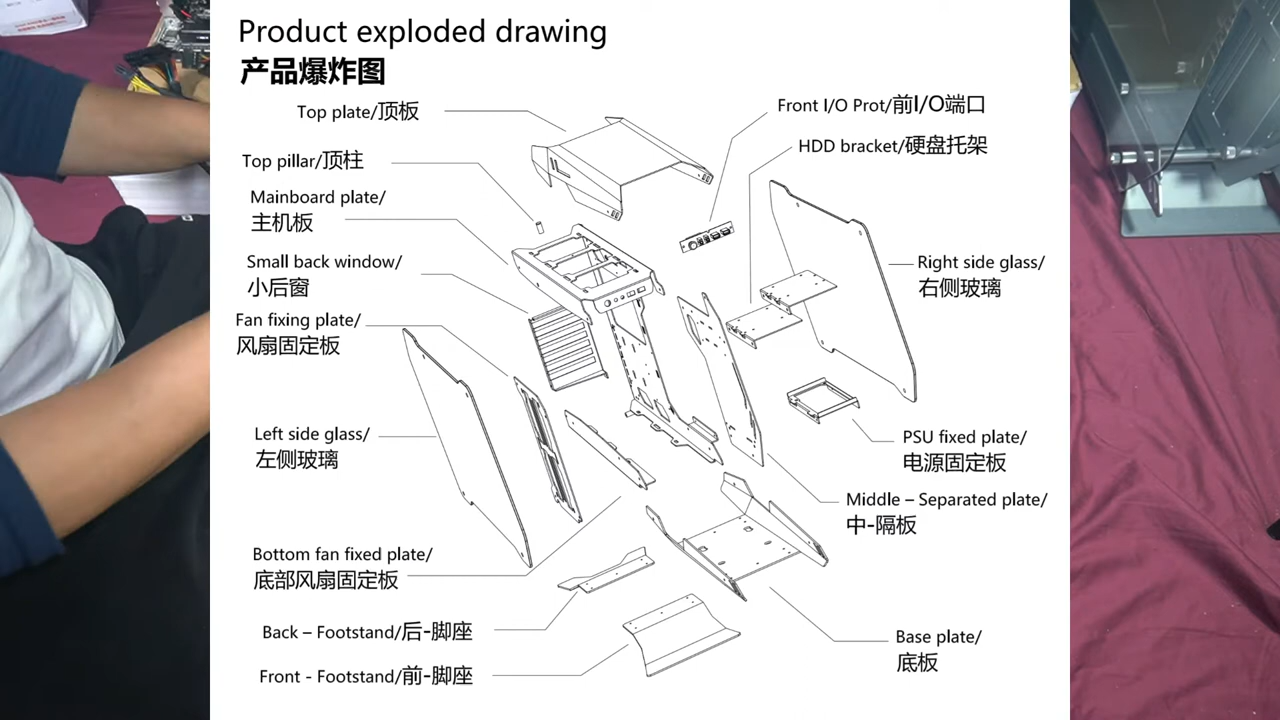 Product exploded drawing
产品爆炸图
Top plate/顶板
Front I/O Prot/前I/O端口
HDD bracket/硬盘托架
Top pillar/顶柱
Mainboard plate/
主机板
Small back window/
小后窗
Right side glass/
右侧玻璃
Fan fixing plate/
风扇固定板
Left side glass/
左侧玻璃
PSU fixed plate/
电源固定板
Middle – Separated plate/
中-隔板
Bottom fan fixed plate/
底部风扇固定板
Back – Footstand/后-脚座
Base plate/
底板
Front - Footstand/前-脚座